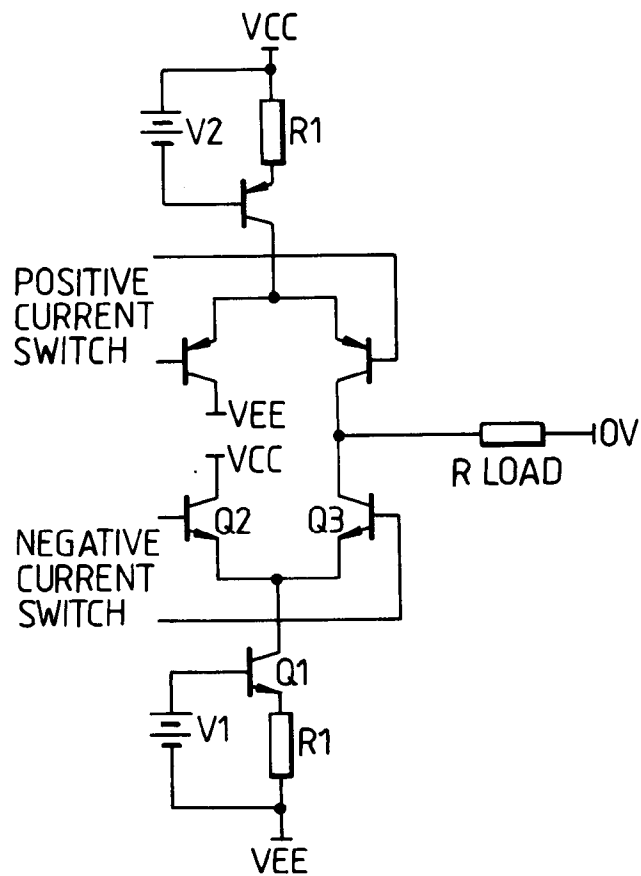 VCC
V2
R1
POSITIVE
CURRENT
SWITCH
VEE
0V
R LOAD
VCC
Q2
Q3
NEGATIVE
CURRENT
SWITCH
Q1
V1
R1
VEE